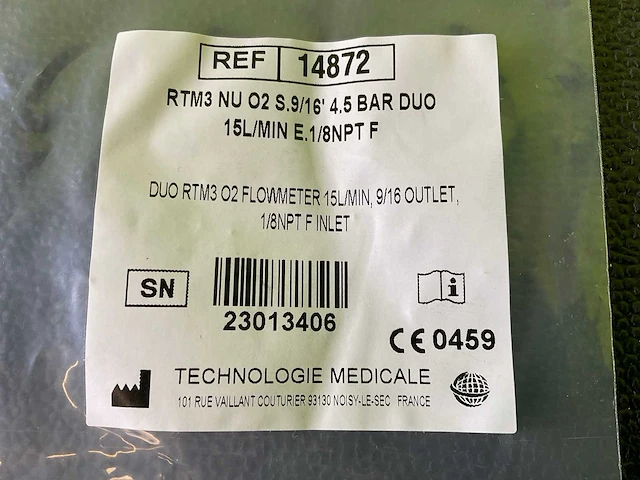 REF 14872
RTM3 NU O2 S.9/16' 4.5 BAR DUO
15L/MIN E.1/8NPT F
DUO RTM3 O2 FLOWMETER 15L/MIN, 9/16 OUTLET,
1/8NPT F INLET
SN
23013406
i
CE 0459
TECHNOLOGIE MEDICALE
101 RUE VAILLANT COUTURIER 93130 NOISY-LE-SEC FRANCE